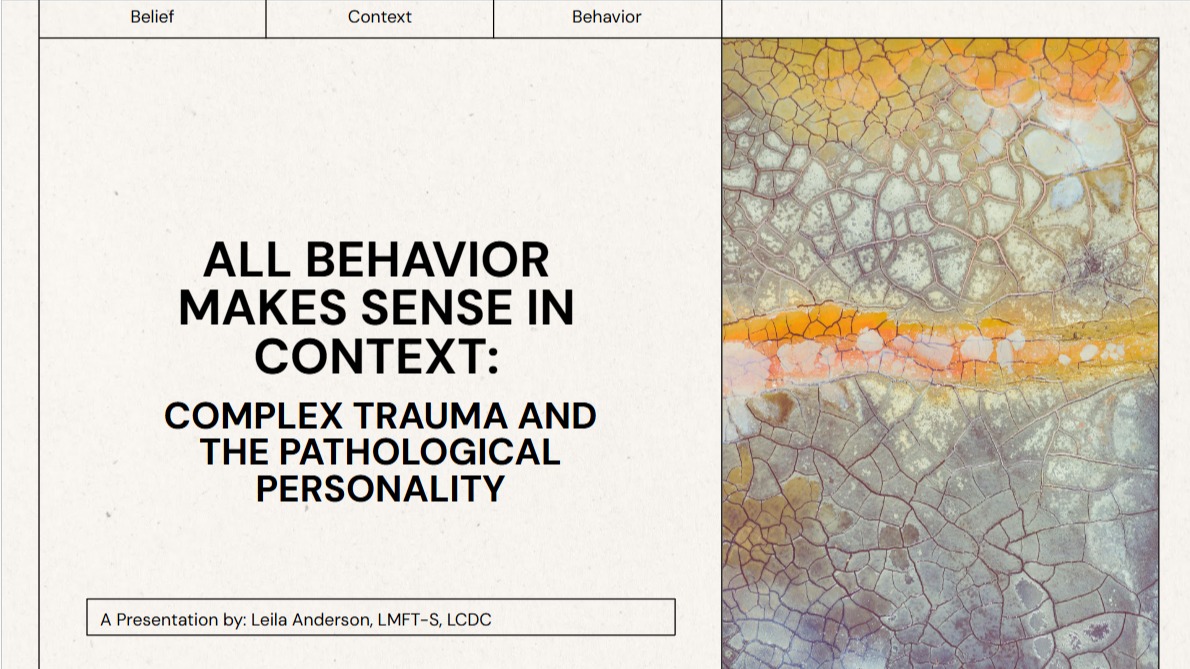 Belief
Context
Behavior
ALL BEHAVIOR
MAKES SENSE IN
CONTEXT:
COMPLEX TRAUMA AND
THE PATHOLOGICAL
PERSONALITY
A Presentation by: Leila Anderson, LMFT-S, LCDC